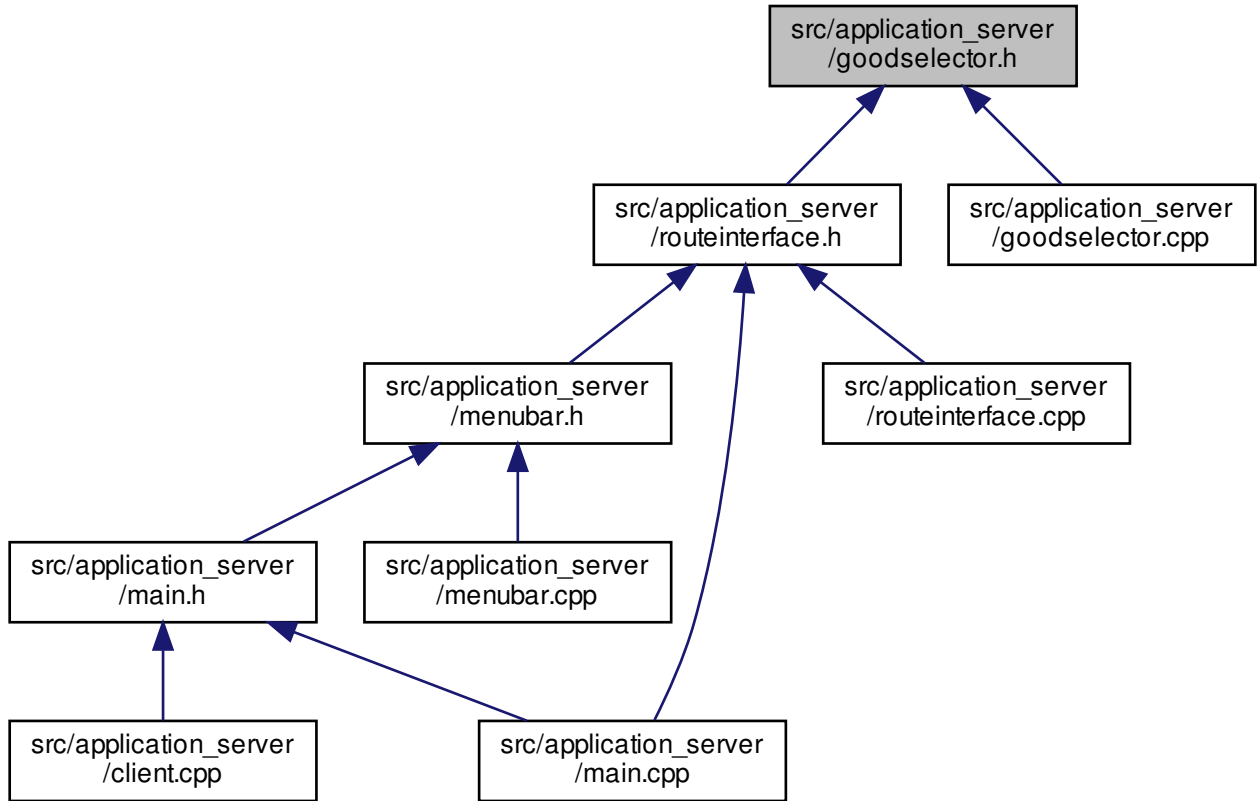 src/application_server
/goodselector.h
src/application_server
/routeinterface.h
src/application_server
/goodselector.cpp
src/application_server
/menubar.h
src/application_server
/routeinterface.cpp
src/application_server
/main.h
src/application_server
/menubar.cpp
src/application_server
/client.cpp
src/application_server
/main.cpp